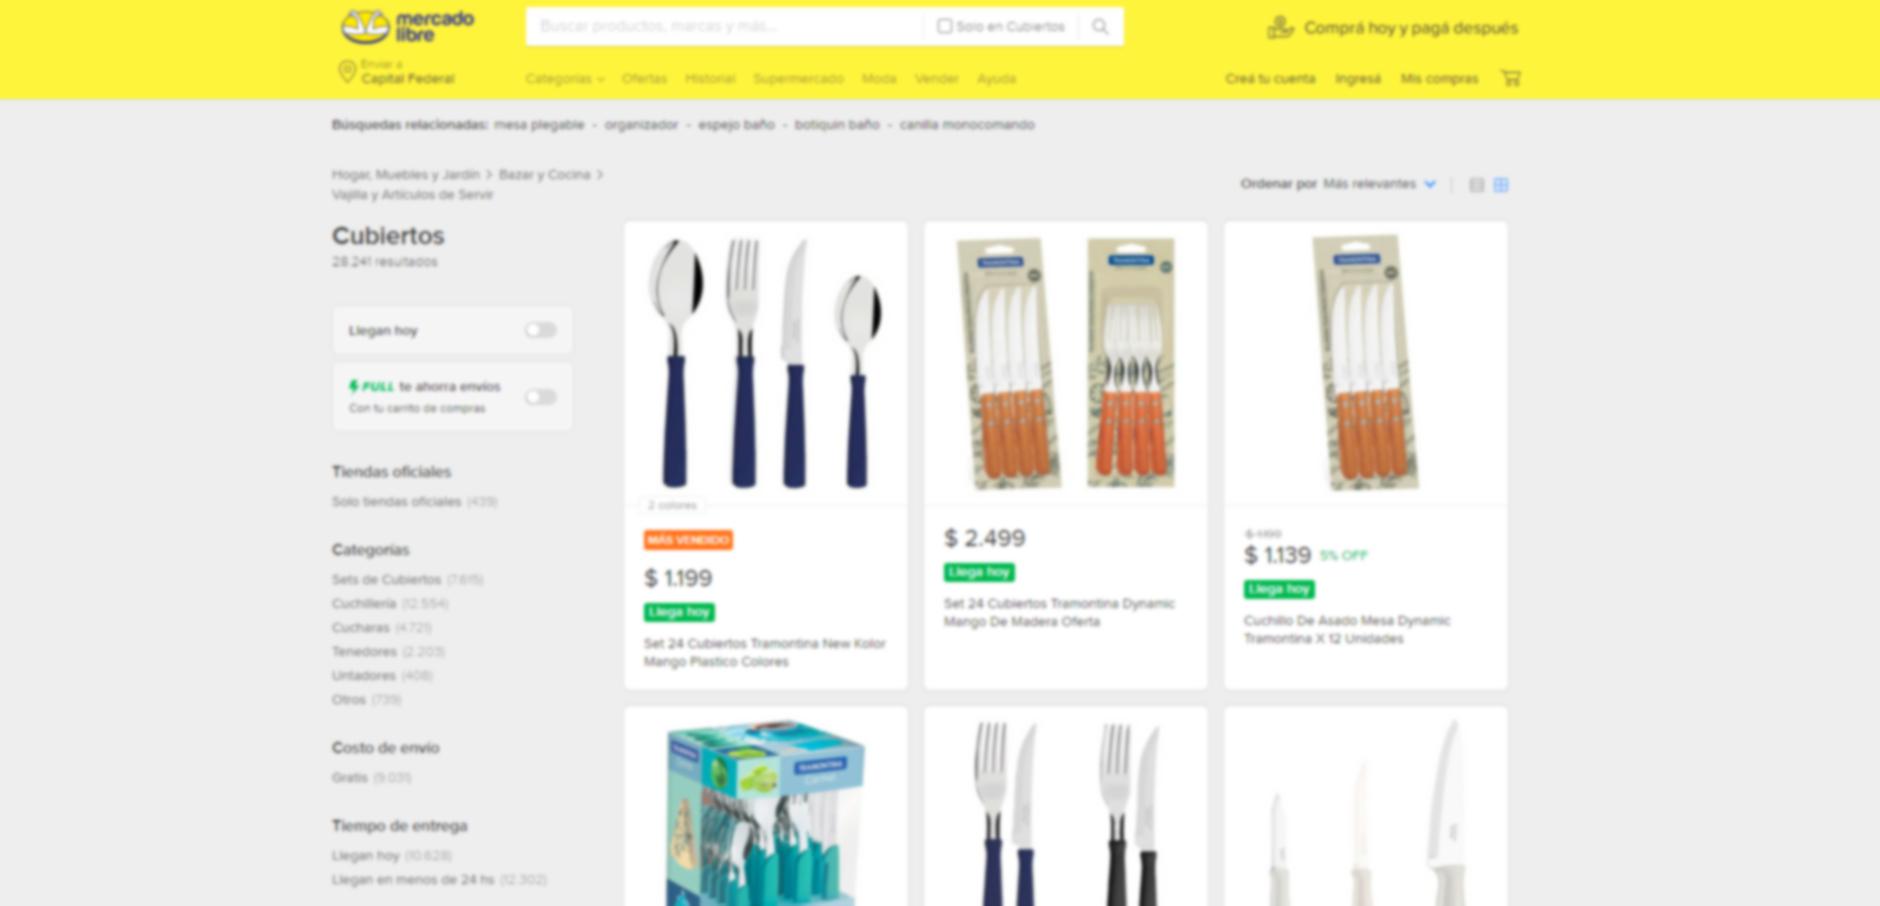 mercado
libre
Buscar productos, marcas y más...
Solo en Cubiertos
Comprá hoy y pagá después
Enviar a
Capital Federal
Categorías Ofertas Historial Supermercado Moda Vender Ayuda
Creá tu cuenta Ingresá Mis compras
Búsquedas relacionadas: mesa plegable - organizador - espejo baño - botiquin baño - canilla monocomando
Hogar, Muebles y Jardín > Bazar y Cocina >
Vajilla y Artículos de Servir
Ordenar por Más relevantes
Cubiertos
28.241 resultados
Llegan hoy
FULL te ahorra envíos
Con tu carrito de compras
Tiendas oficiales
Solo tiendas oficiales (439)
Categorías
Sets de Cubiertos (7.615)
Cuchillería (12.554)
Cucharas (4.721)
Tenedores (2.203)
Untadores (408)
Otros (739)
Costo de envío
Gratis (9.031)
Tiempo de entrega
Llegan hoy (10.628)
Llegan en menos de 24 hs (12.302)
2 colores
MÁS VENDIDO
$ 1.199
Llega hoy
Set 24 Cubiertos Tramontina New Kolor
Mango Plastico Colores
TRAMONTINA
TRAMONTINA
$ 2.499
Llega hoy
Set 24 Cubiertos Tramontina Dynamic
Mango De Madera Oferta
TRAMONTINA
$ 1.199
$ 1.139 5% OFF
Llega hoy
Cuchillo De Asado Mesa Dynamic
Tramontina X 12 Unidades
TRAMONTINA